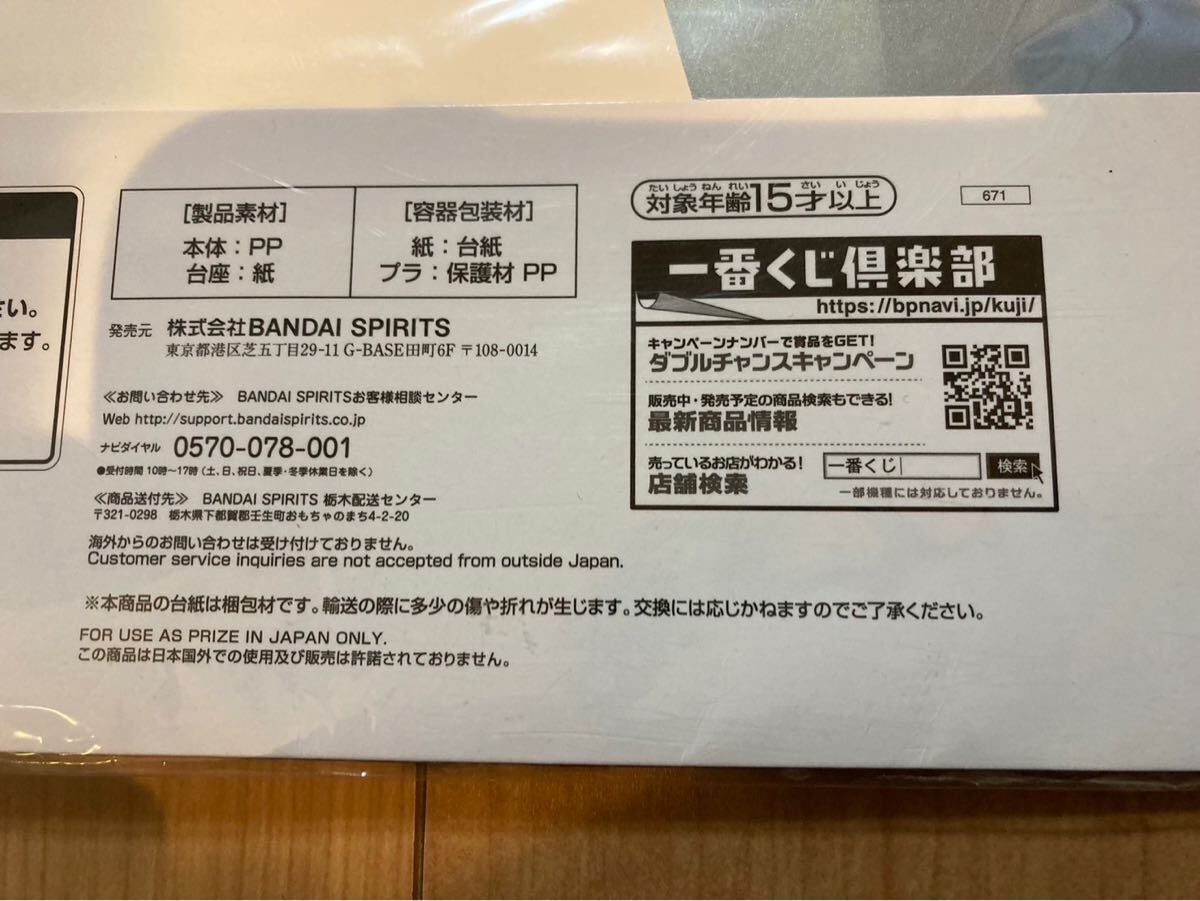 さい。
ます。
[製品素材]
本体：PP
台座：紙
[容器包装材]
紙：台紙
プラ：保護材 PP
発売元 株式会社BANDAI SPIRITS
東京都港区芝五丁目29-11 G-BASE田町6F 〒108-0014
≪お問い合わせ先≫ BANDAI SPIRITSお客様相談センター
Web http://support.bandaispirits.co.jp
ナビダイヤル 0570-078-001
●受付時間 10時〜17時（土、日、祝日、夏季・冬季休業日を除く）
≪商品送付先≫ BANDAI SPIRITS 栃木配送センター
〒321-0298 栃木県下都賀郡壬生町おもちゃのまち4-2-20
海外からのお問い合わせは受け付けておりません。
Customer service inquiries are not accepted from outside Japan.
※本商品の台紙は梱包材です。輸送の際に多少の傷や折れが生じます。交換には応じかねますのでご了承ください。
FOR USE AS PRIZE IN JAPAN ONLY.
この商品は日本国外での使用及び販売は許諾されておりません。
たいしょうねんれい さいいじょう
対象年齢15才以上
671
一番くじ倶楽部
https://bpnavi.jp/kuji/
キャンペーンナンバーで賞品をGET!
ダブルチャンスキャンペーン
販売中・発売予定の商品検索もできる!
最新商品情報
売っているお店がわかる!
店舗検索
一番くじ 検索
一部機種には対応しておりません。